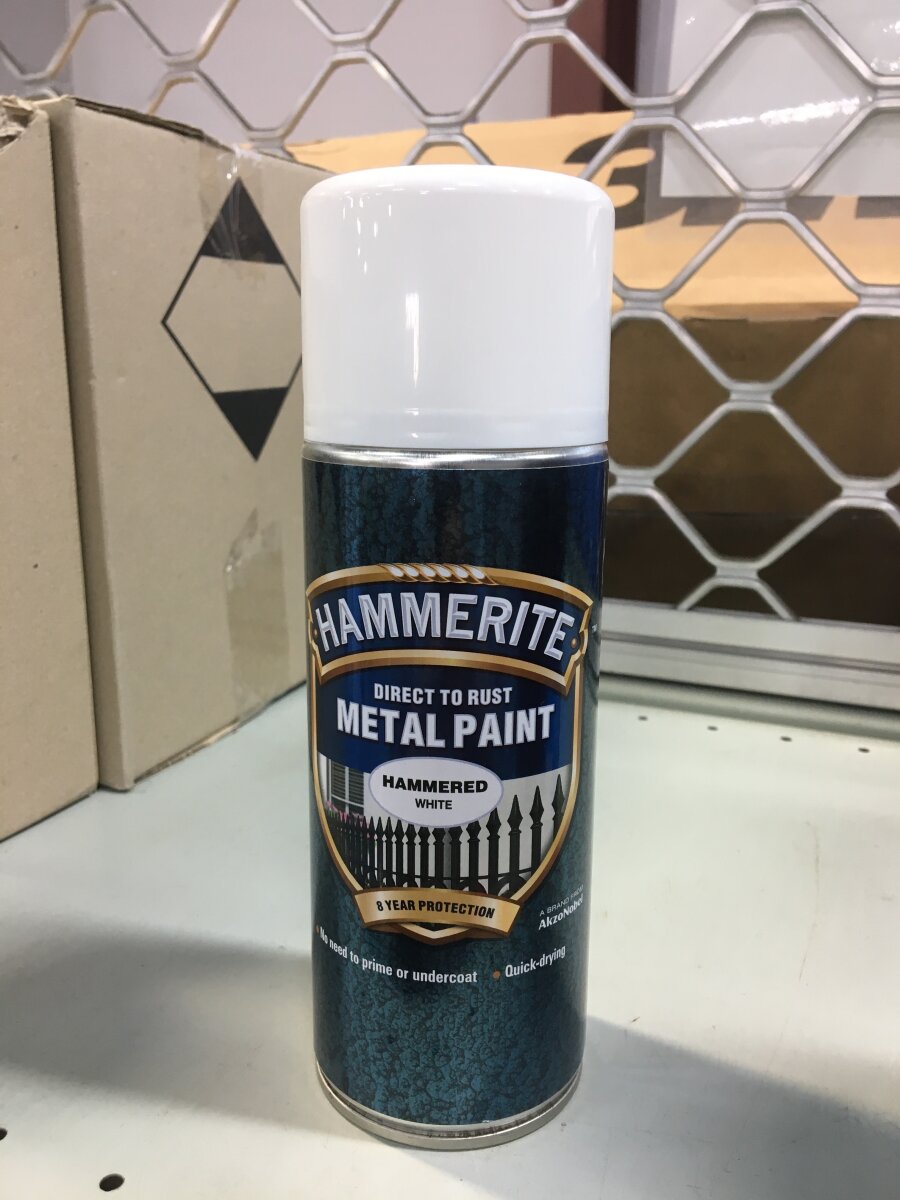 HAMMERITE
DIRECT TO RUST
METAL PAINT
HAMMERED
WHITE
8 YEAR PROTECTION
A BRAND FROM
AkzoNobel
• No need to prime or undercoat • Quick-drying